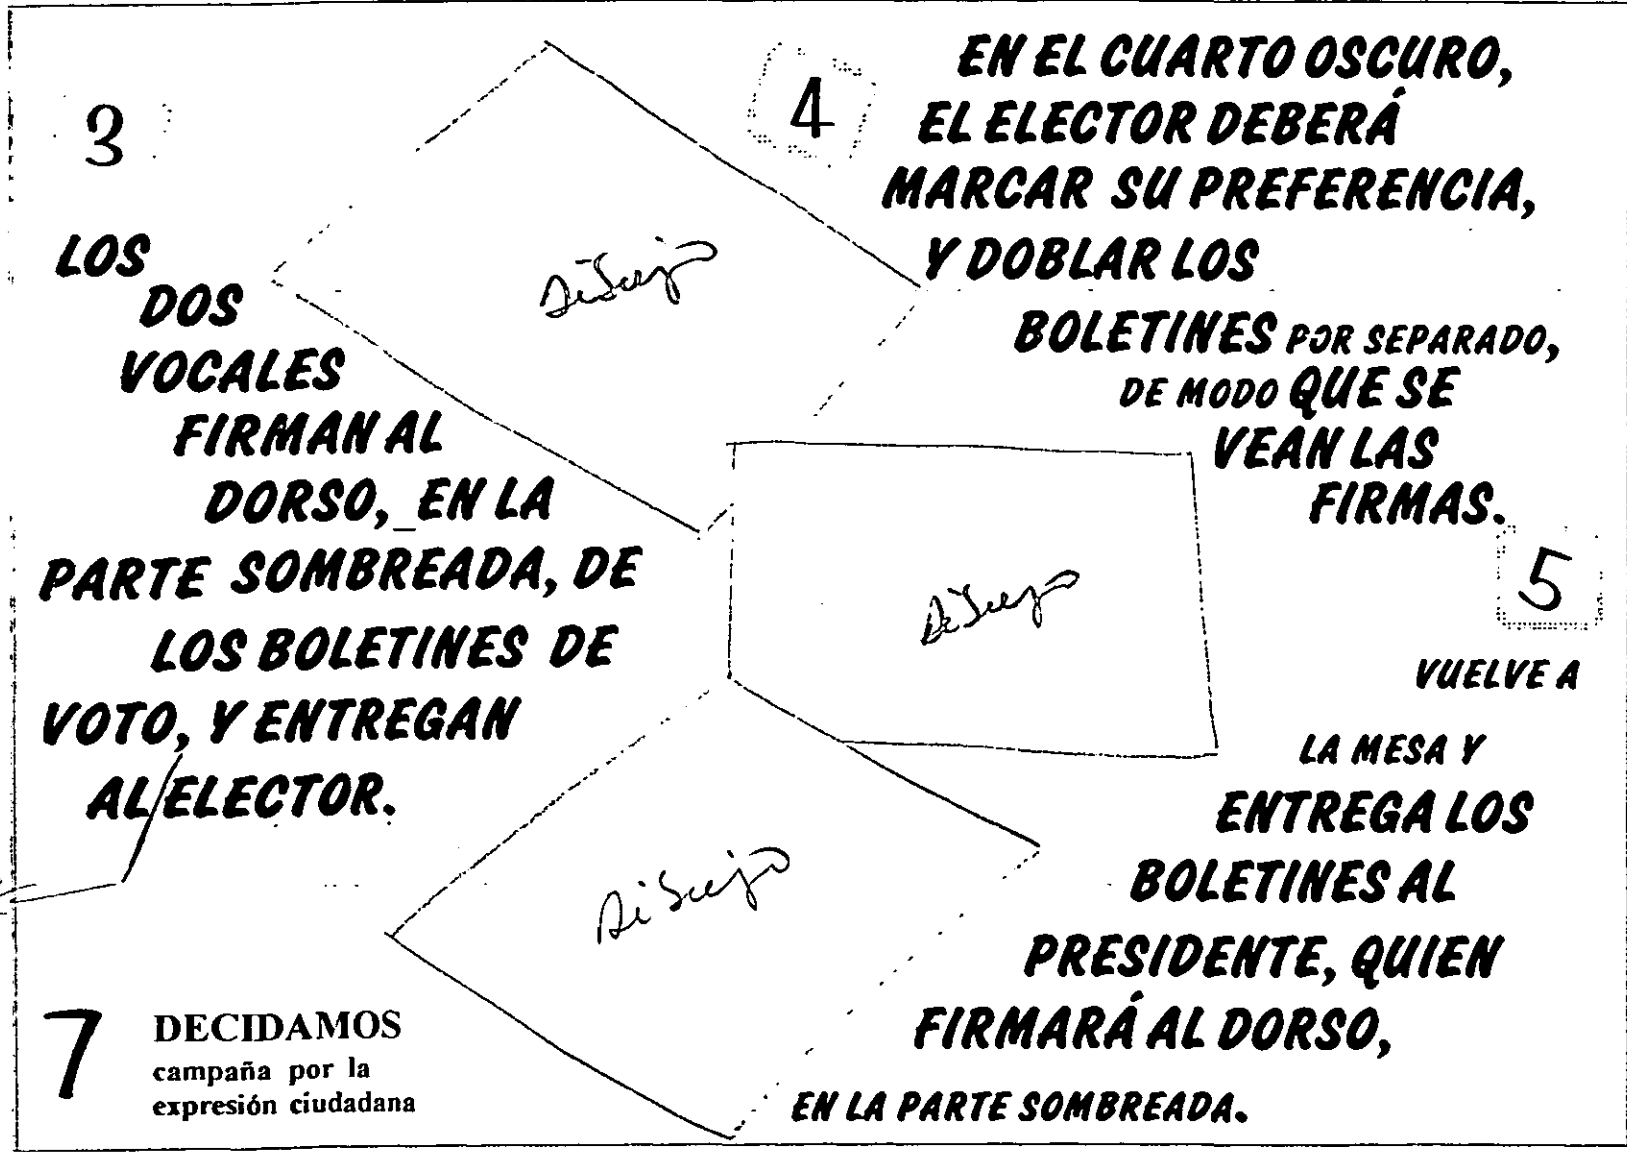 3
LOS
DOS
VOCALES
FIRMAN AL
DORSO, EN LA
PARTE SOMBREADA, DE
LOS BOLETINES DE
VOTO, Y ENTREGAN
AL ELECTOR.
4
EN EL CUARTO OSCURO,
EL ELECTOR DEBERÁ
MARCAR SU PREFERENCIA,
Y DOBLAR LOS
BOLETINES POR SEPARADO,
DE MODO QUE SE
VEAN LAS
FIRMAS.
5
VUELVE A
LA MESA Y
ENTREGA LOS
BOLETINES AL
PRESIDENTE, QUIEN
FIRMARÁ AL DORSO,
EN LA PARTE SOMBREADA.
7
DECIDAMOS
campaña por la
expresión ciudadana